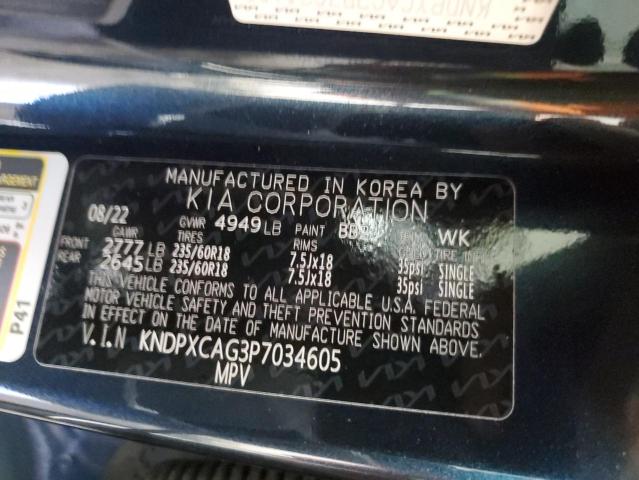 MANUFACTURED IN KOREA BY
KIA CORPORATION
08/22 GVWR 4949 LB PAINT WK
GAWR TIRES RIMS
FRONT 2777 LB 235/60R18 7.5Jx18 35psi SINGLE
REAR 2645 LB 235/60R18 7.5Jx18 35psi SINGLE
THIS VEHICLE CONFORMS TO ALL APPLICABLE U.S.A. FEDERAL
MOTOR VEHICLE SAFETY AND THEFT PREVENTION STANDARDS
IN EFFECT ON THE DATE OF MANUFACTURE SHOWN ABOVE.
V.I.N KNDPXCAG3P7034605
MPV
P41